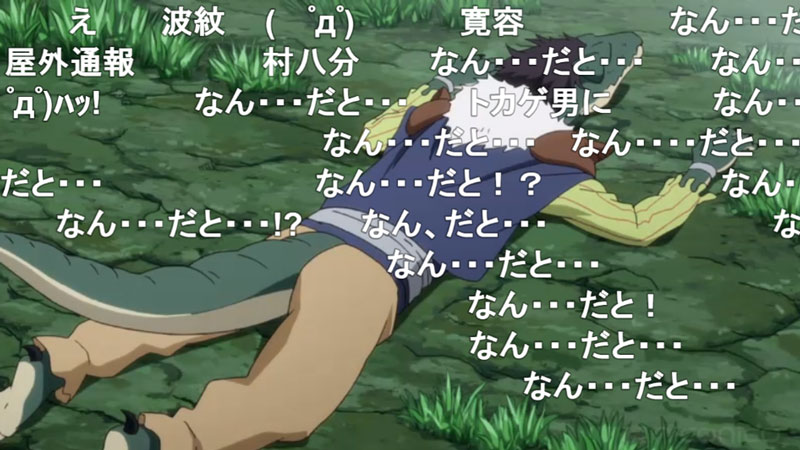 え 波紋 ( ﾟдﾟ) 寛容 なん・・・だ
屋外通報 村八分 なん・・・だと・・・ なん・・
ﾟдﾟ)ﾊｯ! なん・・・だと・・・ トカゲ男に なん・・
なん・・・だと・・・ なん・・・・だと・・・・
だと・・・ なん・・・だと！？ なん・・
なん・・・だと・・・!? なん、だと・・・
なん・・・だと・・・
なん・・・だと！
なん・・・だと・・・
なん・・・だと・・・